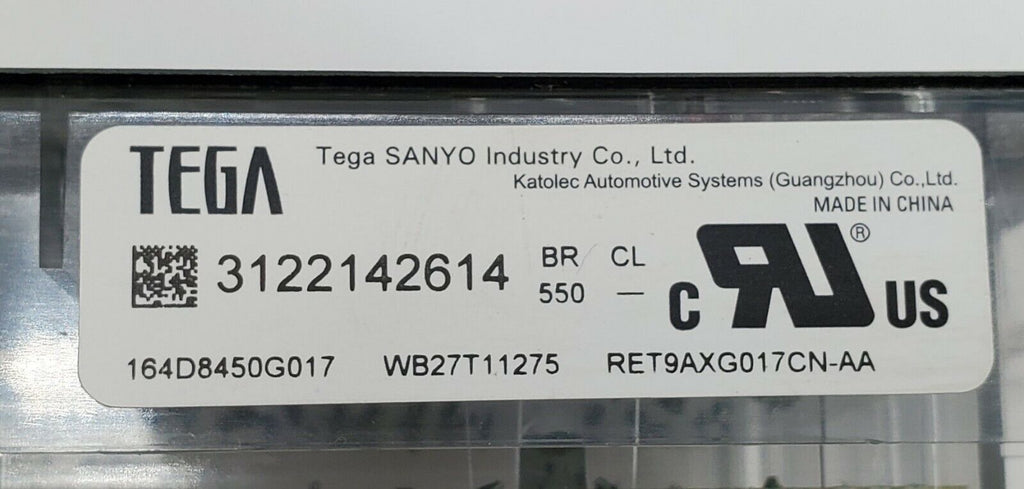 TEGA
Tega SANYO Industry Co., Ltd.
Katolec Automotive Systems (Guangzhou) Co.,Ltd.
MADE IN CHINA
3122142614
BR CL
550 —
c RU ® US
164D8450G017 WB27T11275 RET9AXG017CN-AA